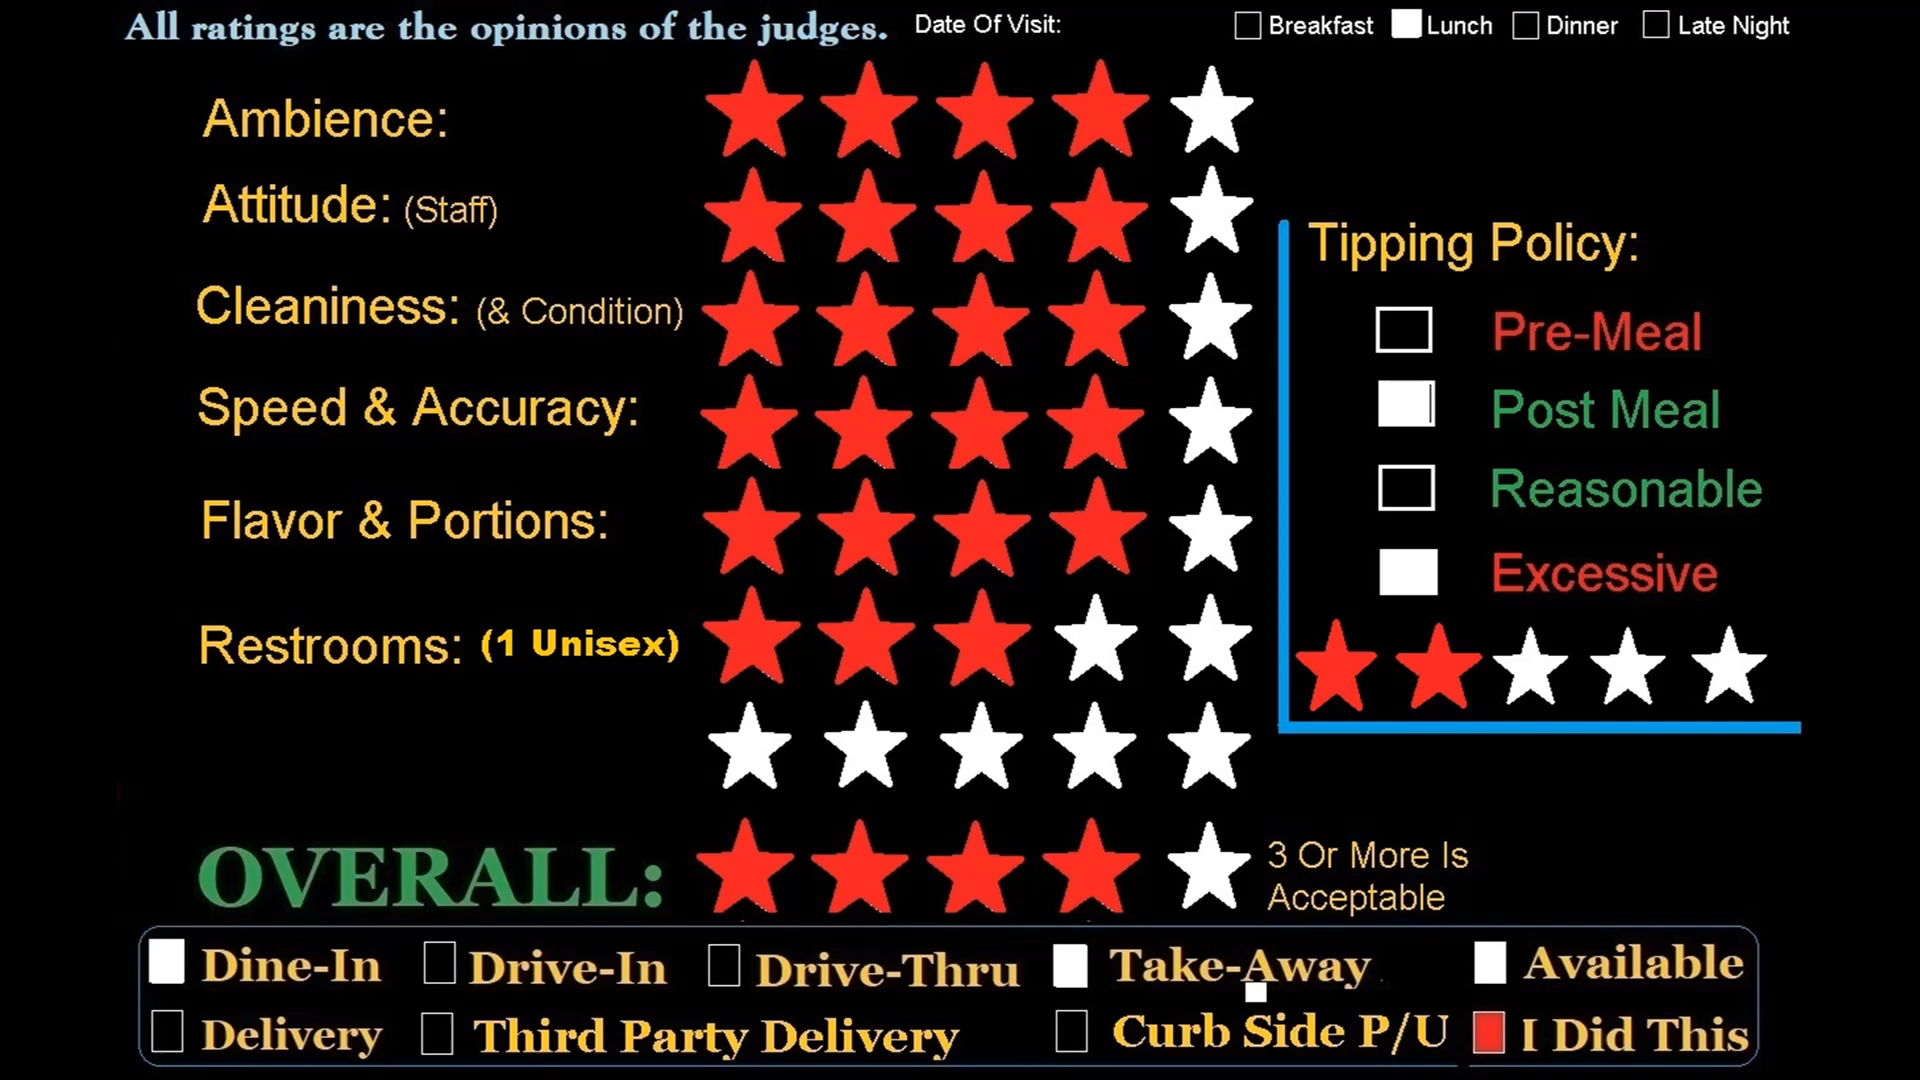 All ratings are the opinions of the judges. Date Of Visit: Breakfast Lunch Dinner Late Night
Ambience:
Attitude: (Staff)
Tipping Policy:
Cleaniness: (& Condition)
Pre-Meal
Speed & Accuracy:
Post Meal
Reasonable
Flavor & Portions:
Excessive
Restrooms: (1 Unisex)
OVERALL:
3 Or More Is
Acceptable
Dine-In Drive-In Drive-Thru Take-Away Available
Delivery Third Party Delivery Curb Side P/U I Did This